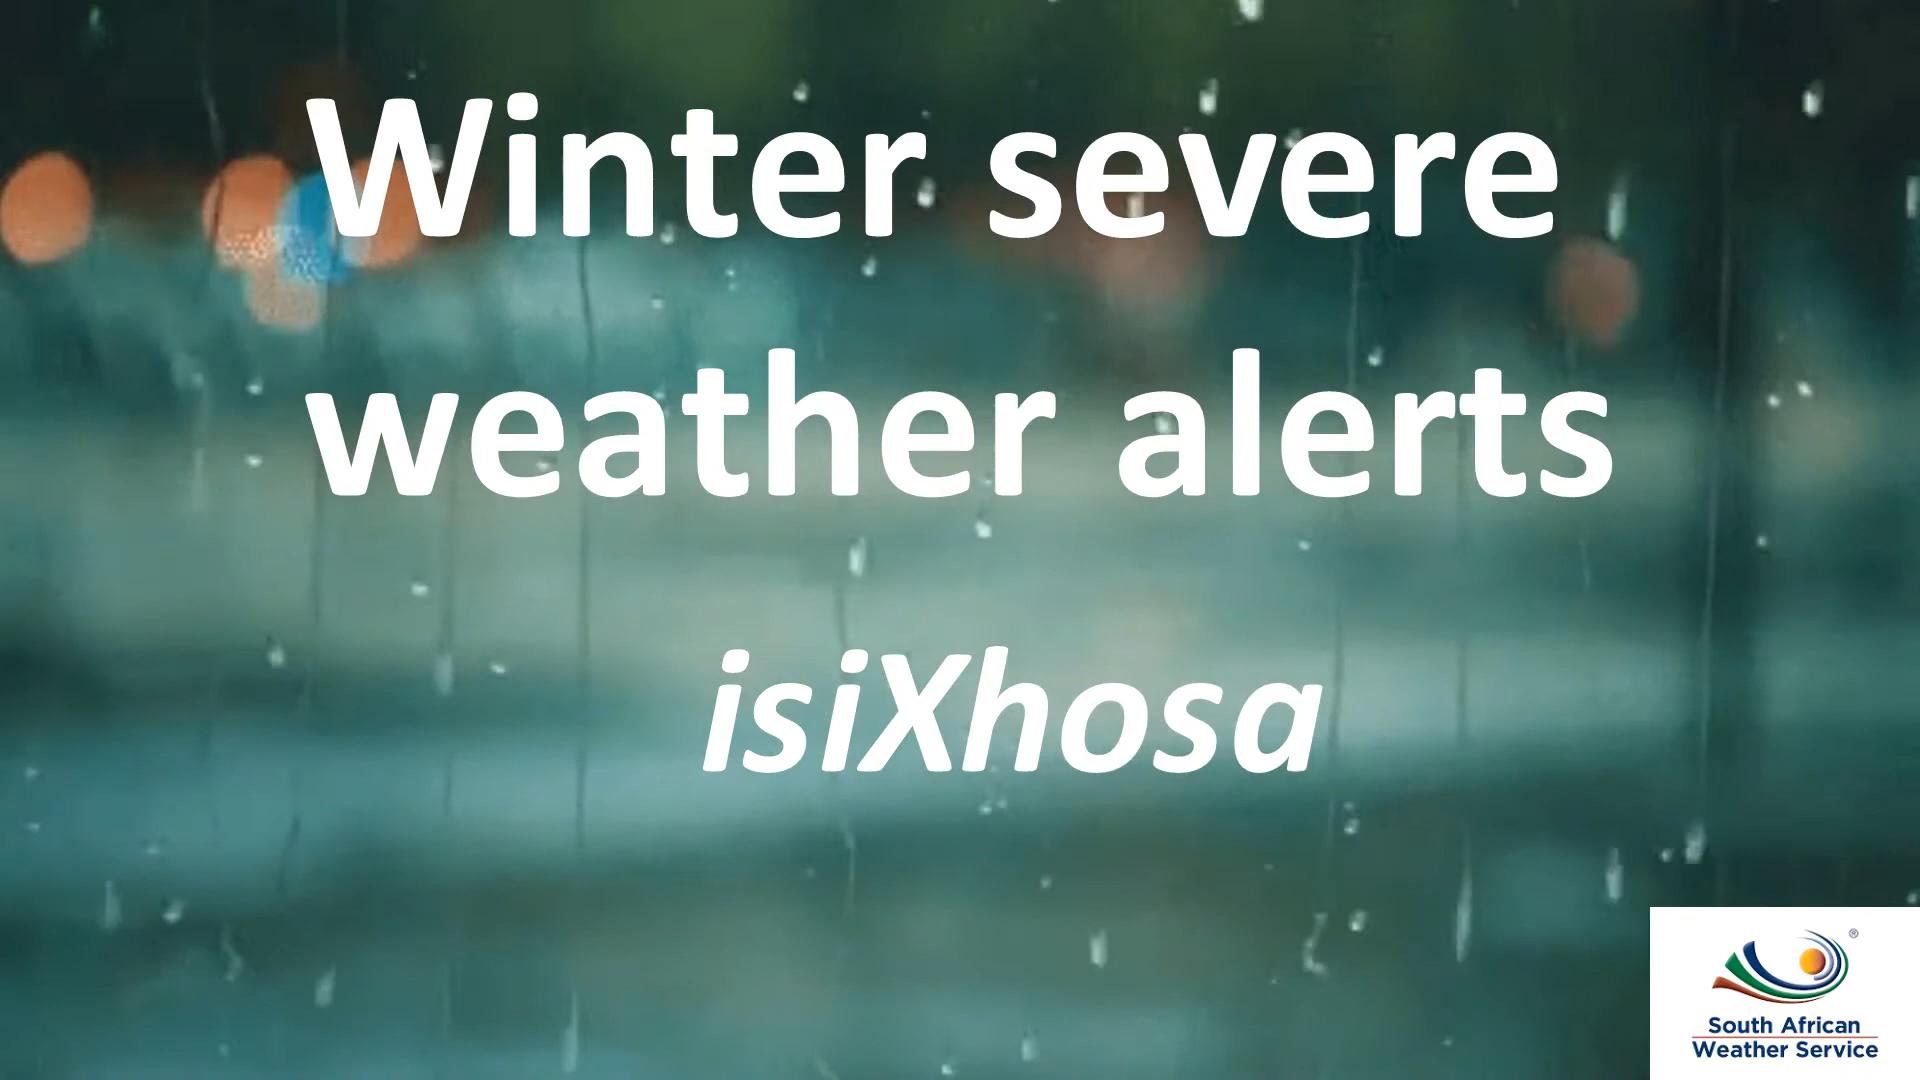 Winter severe
weather alerts
isiXhosa
®
South African
Weather Service